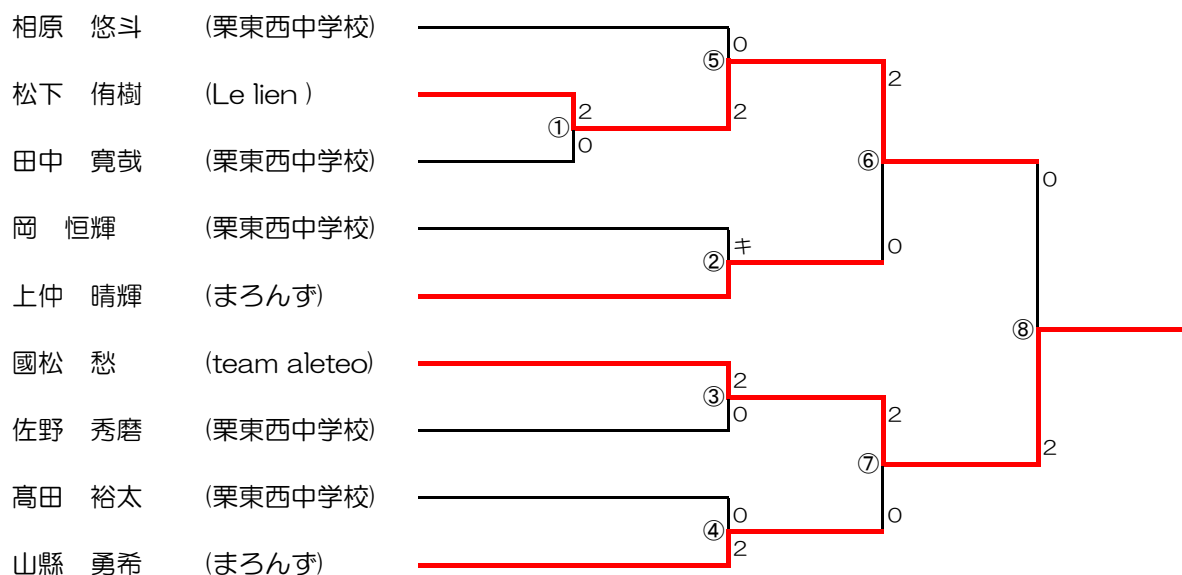 相原　悠斗　(栗東西中学校)
0
⑤
2
松下　侑樹　(Le lien )
2
2
①
0
田中　寛哉　(栗東西中学校)
⑥
0
岡　恒輝　(栗東西中学校)
キ
0
②
上仲　晴輝　(まろんず)
⑧
國松　愁　(team aleteo)
2
③
0
2
佐野　秀磨　(栗東西中学校)
2
⑦
髙田　裕太　(栗東西中学校)
0
0
④
2
山縣　勇希　(まろんず)